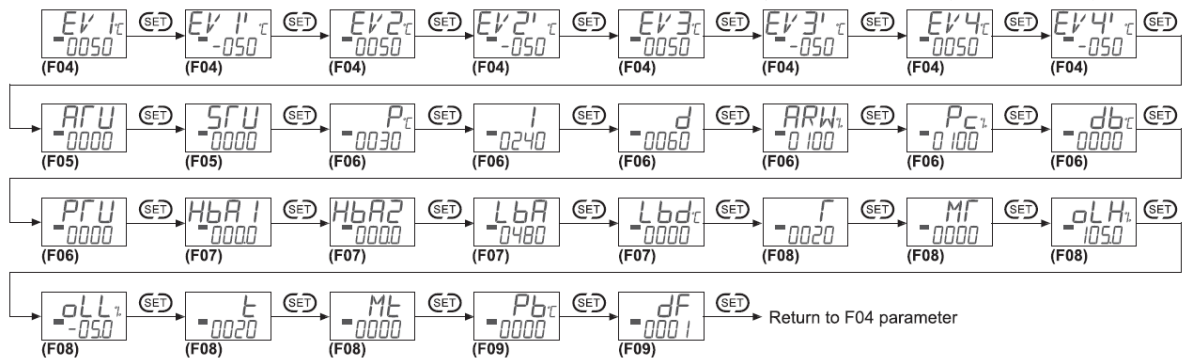 EV1℃ SET EV1' ℃ SET EV2℃ SET EV2' ℃ SET EV3℃ SET EV3' ℃ SET EV4℃ SET EV4' ℃ SET
0050 -050 0050 -050 0050 -050 0050 -050
(F04) (F04) (F04) (F04) (F04) (F04) (F04) (F04)
ATU SET STU SET P℃ SET I SET d SET ARW% SET Pc% SET db℃ SET
0000 0000 0030 0240 0060 0100 0100 0000
(F05) (F05) (F06) (F06) (F06) (F06) (F06) (F06)
PTU SET HbA1 SET HbA2 SET LbA SET Lbd℃ SET T SET MT SET oLH% SET
0000 000.0 000.0 0480 0000 0020 0000 105.0
(F06) (F07) (F07) (F07) (F07) (F08) (F08) (F08)
oLL% SET t SET Mt SET Pb℃ SET dF SET Return to F04 parameter
-05.0 0020 0000 0000 0001
(F08) (F08) (F08) (F09) (F09)